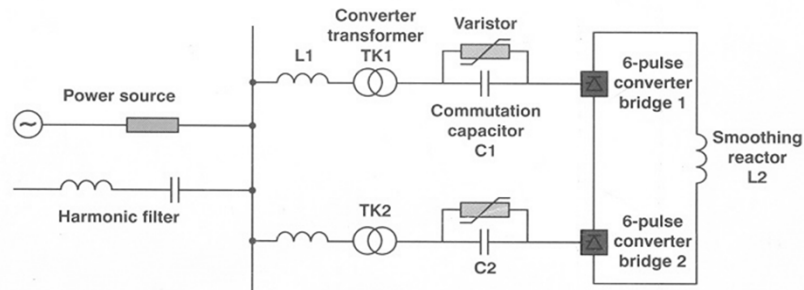 Converter
transformer
TK1
Varistor
L1
6-pulse
converter
bridge 1
Power source
Commutation
capacitor
C1
Smoothing
reactor
L2
Harmonic filter
TK2
C2
6-pulse
converter
bridge 2